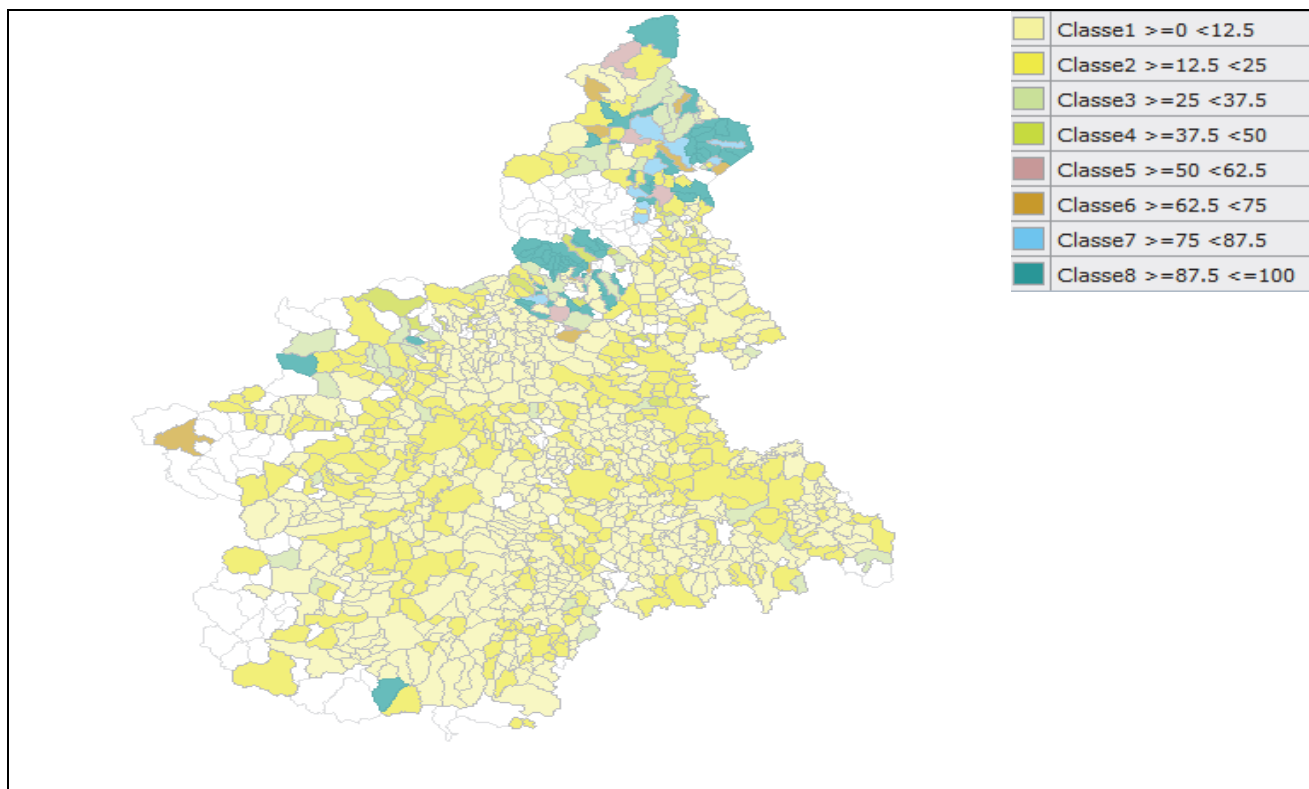 Classe1 >=0 <12.5
Classe2 >=12.5 <25
Classe3 >=25 <37.5
Classe4 >=37.5 <50
Classe5 >=50 <62.5
Classe6 >=62.5 <75
Classe7 >=75 <87.5
Classe8 >=87.5 <=100